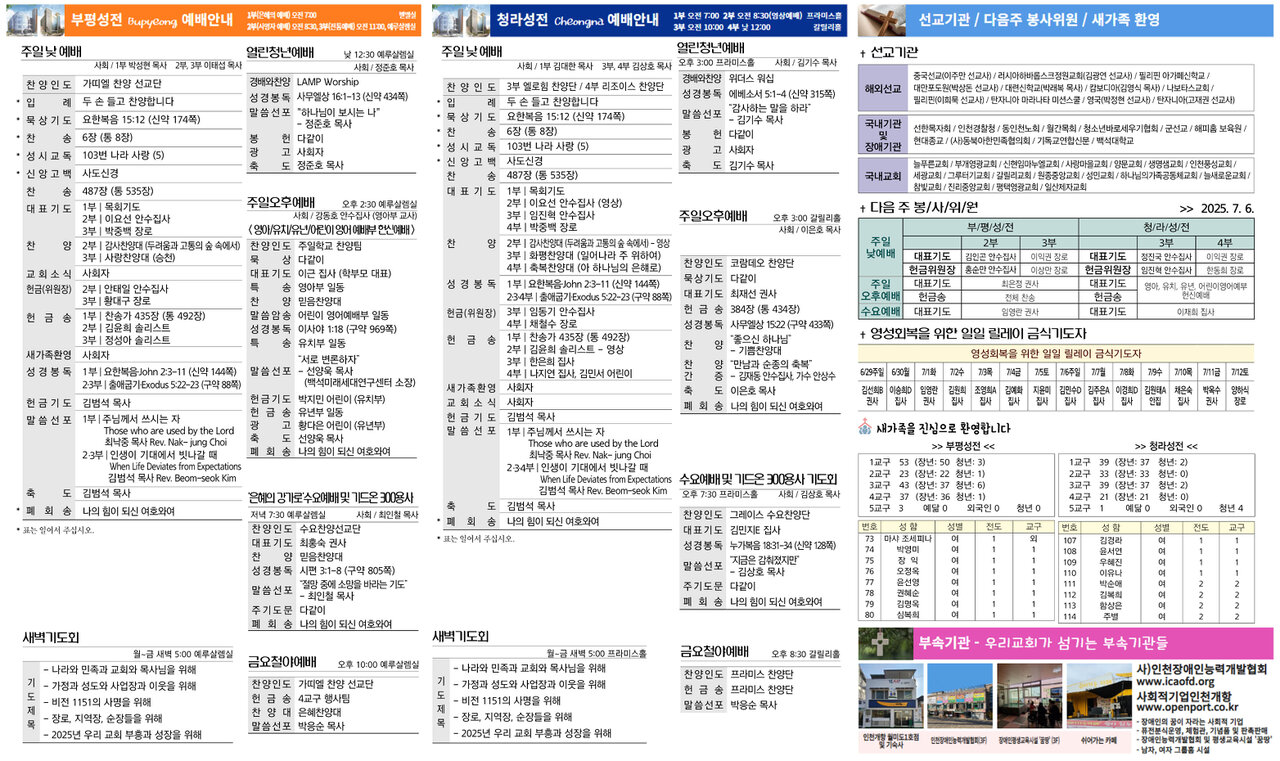 부평성전 Bupyeong 예배안내
1부(은혜의 예배) 오전 7:00 벧엘실
2부(사명자 예배) 오전 8:30, 3부(전통예배) 오전 11:00, 예루살렘실
주일 낮 예배
사회 / 1부 박성현 목사 2부, 3부 이태섭 목사
찬양인도 가띠엘 찬양 선교단
* 입 례 두 손 들고 찬양합니다
* 묵상기도 요한복음 15:12 (신약 174쪽)
* 찬 송 6장 (통 8장)
* 성시교독 103번 나라 사랑 (5)
* 신앙고백 사도신경
찬 송 487장 (통 535장)
대표기도 1부 | 목회기도
2부 | 이요선 안수집사
3부 | 박중백 장로
찬 양 2부 | 감사찬양대 (두려움과 고통의 숲 속에서)
3부 | 사랑찬양대 (승천)
교회소식 사회자
헌금(위원장) 2부 | 안태일 안수집사
3부 | 황대구 장로
헌 금 송 1부 | 찬송가 435장 (통 492장)
2부 | 김윤희 솔리스트
3부 | 정성아 솔리스트
새가족환영 사회자
성경봉독 1부 | 요한복음John 2:3–11 (신약 144쪽)
2·3부 | 출애굽기Exodus 5:22–23 (구약 88쪽)
헌금기도 김범석 목사
말씀선포 1부 | 주님께서 쓰시는 자
Those who are used by the Lord
최낙중 목사 Rev. Nak– jung Choi
2·3부 | 인생이 기대에서 빗나갈 때
When Life Deviates from Expectations
김범석 목사 Rev. Beom–seok Kim
축 도 김범석 목사
* 폐 회 송 나의 힘이 되신 여호와여
* 표는 일어서 주십시오.
새벽기도회
월~금 새벽 5:00 예루살렘실
기도제목
– 나라와 민족과 교회와 목사님을 위해
– 가정과 성도와 사업장과 이웃을 위해
– 비전 1151의 사명을 위해
– 장로, 지역장, 순장들을 위해
– 2025년 우리 교회 부흥과 성장을 위해
열린청년예배 낮 12:30 예루살렘실
사회 / 정준호 목사
경배와찬양 LAMP Worship
성경봉독 사무엘상 16:1–13 (신약 434쪽)
말씀선포 "하나님이 보시는 나"
– 정준호 목사
봉 헌 다같이
광 고 사회자
축 도 정준호 목사
주일오후예배 오후 2:30 예루살렘실
사회 / 강동호 안수집사 (영아부 교사)
< 영아/유치/유년/어린이 영어 예배부 헌신예배 >
찬양인도 주일학교 찬양팀
묵 상 다같이
대표기도 이근 집사 (학부모 대표)
특 송 영아부 일동
찬 양 믿음찬양대
말씀암송 어린이 영어예배부 일동
성경봉독 이사야 1:18 (구약 969쪽)
특 송 유치부 일동
말씀선포 "서로 변론하자"
– 선양욱 목사
(백석미래세대연구센터 소장)
헌금기도 박지민 어린이 (유치부)
헌 금 송 유년부 일동
광 고 황다은 어린이 (유년부)
축 도 선양욱 목사
폐 회 송 나의 힘이 되신 여호와여
'은혜의 강가로' 수요예배 및 기드온 300용사
저녁 7:30 예루살렘실 사회 / 최인철 목사
찬양인도 수요찬양선교단
대표기도 최홍숙 권사
찬 양 믿음찬양대
성경봉독 시편 3:1–8 (구약 805쪽)
말씀선포 "절망 중에 소망을 바라는 기도"
– 최인철 목사
주기도문 다같이
폐 회 송 나의 힘이 되신 여호와여
금요철야예배 오후 10:00 예루살렘실
찬양인도 가띠엘 찬양 선교단
헌 금 송 4교구 행사팀
찬 양 대 은혜찬양대
말씀선포 박응순 목사
청라성전 Cheongna 예배안내
1부 오전 7:00 2부 오전 8:30(영상예배) 프라미스홀
3부 오전 10:00 4부 낮 12:00 갈릴리홀
주일 낮 예배
사회 / 1부 김대한 목사 3부, 4부 김상호 목사
찬양인도 3부 엘로힘 찬양단 / 4부 리조이스 찬양단
* 입 례 두 손 들고 찬양합니다
* 묵상기도 요한복음 15:12 (신약 174쪽)
* 찬 송 6장 (통 8장)
* 성시교독 103번 나라 사랑 (5)
* 신앙고백 사도신경
찬 송 487장 (통 535장)
대표기도 1부 | 목회기도
2부 | 이요선 안수집사 (영상)
3부 | 임진혁 안수집사
4부 | 박중백 장로
찬 양 2부 | 감사찬양대 (두려움과 고통의 숲 속에서) – 영상
3부 | 화평찬양대 (일어나라 주 위하여)
4부 | 축복찬양대 (아 하나님의 은혜로)
성경봉독 1부 | 요한복음John 2:3–11 (신약 144쪽)
2·3·4부 | 출애굽기Exodus 5:22–23 (구약 88쪽)
헌금(위원장) 3부 | 임동기 안수집사
4부 | 채철수 장로
헌 금 송 1부 | 찬송가 435장 (통 492장)
2부 | 김윤희 솔리스트 – 영상
3부 | 한은희 집사
4부 | 나지연 집사, 김민서 어린이
새가족환영 사회자
교회소식 사회자
헌금기도 김범석 목사
말씀선포 1부 | 주님께서 쓰시는 자
Those who are used by the Lord
최낙중 목사 Rev. Nak– jung Choi
2·3·4부 | 인생이 기대에서 빗나갈 때
When Life Deviates from Expectations
김범석 목사 Rev. Beom–seok Kim
축 도 김범석 목사
* 폐 회 송 나의 힘이 되신 여호와여
* 표는 일어서 주십시오.
새벽기도회
월~금 새벽 5:00 프라미스홀
기도제목
– 나라와 민족과 교회와 목사님을 위해
– 가정과 성도와 사업장과 이웃을 위해
– 비전 1151의 사명을 위해
– 장로, 지역장, 순장들을 위해
– 2025년 우리 교회 부흥과 성장을 위해
열린청년예배
오후 3:00 프라미스홀 사회 / 김기수 목사
경배와찬양 위더스 워십
성경봉독 에베소서 5:1–4 (신약 315쪽)
말씀선포 "감사하는 말을 하라"
– 김기수 목사
봉 헌 다같이
광 고 사회자
축 도 김기수 목사
주일오후예배 오후 3:00 갈릴리홀
사회 / 이은호 목사
찬양인도 코람데오 찬양단
묵상기도 다같이
대표기도 최재선 권사
헌 금 송 384장 (통 434장)
성경봉독 사무엘상 15:22 (구약 433쪽)
찬 양 "좋으신 하나님"
– 기쁨찬양대
찬 양 "만남과 순종의 축복"
간 증 – 김재동 안수집사, 가수 안상수
축 도 이은호 목사
폐 회 송 나의 힘이 되신 여호와여
수요예배 및 기드온 300용사 기도회
오후 7:30 프라미스홀 사회 / 김상호 목사
찬양인도 그레이스 수요찬양단
대표기도 김민지E 집사
성경봉독 누가복음 18:31–34 (신약 128쪽)
말씀선포 "지금은 감춰졌지만"
– 김상호 목사
주기도문 다같이
폐 회 송 나의 힘이 되신 여호와여
금요철야예배 오후 8:30 갈릴리홀
찬양인도 프라미스 찬양단
헌 금 송 프라미스 찬양단
말씀선포 박응순 목사
선교기관 / 다음주 봉사위원 / 새가족 환영
† 선교기관
해외선교 중국선교(이주만 선교사) / 러시아하바롭스크정원교회(김광연 선교사) / 필리핀 아가페신학교 /
대만포도원(박상돈 선교사) / 대련신학교(박래복 목사) / 캄보디아(김영식 목사) / 나보타스교회 /
필리핀(이희묵 선교사) / 탄자니아 마라나타 미션스쿨 / 영국(박정현 선교사) / 탄자니아(고재권 선교사)
국내기관 및 장애기관 선한목자회 / 인천경찰청 / 동인천노회 / 월간목회 / 청소년바로세우기협회 / 군선교 / 해피홈 보육원 /
현대종교 / (사)동북아한민족협의회 / 기독교연합신문 / 백석대학교
국내교회 늘푸른교회 / 부개영광교회 / 신현임마누엘교회 / 사랑마을교회 / 양문교회 / 생명샘교회 / 인천풍성교회 /
세광교회 / 그루터기교회 / 갈릴리교회 / 원종중앙교회 / 성민교회 / 하나님의가족공동체교회 / 늘새로운교회 /
참빛교회 / 진리중앙교회 / 평택영광교회 / 일산제자교회
† 다음 주 봉/사/위/원 >> 2025. 7. 6.
부/평/성/전 청/라/성/전
2부 3부 3부 4부
주일 낮예배 대표기도 김인곤 안수집사 이익권 장로 대표기도 정진국 안수집사 이익권 장로
헌금위원장 홍순만 안수집사 이상만 장로 헌금위원장 임진혁 안수집사 한동희 장로
주일 오후예배 대표기도 최은정 권사 대표기도 영아, 유치, 유년, 어린이영어예배부 헌신예배
헌금송 전체 찬송 헌금송
수요예배 대표기도 임영란 권사 대표기도 이재희 집사
† 영성회복을 위한 일일 릴레이 금식기도자
영성회복을 위한 일일 릴레이 금식기도자
6/29주일 6/30월 7/1화 7/2수 7/3목 7/4금 7/5토 7/6주일 7/7월 7/8화 7/9수 7/10목 7/11금 7/12토
김선희B 이승희D 임영란 김원희 조영희A 김예화 지윤미 김민수D 김주은A 이경희D 김원태A 채은숙 박옥수 양하식
권사 집사 권사 집사 집사 집사 집사 집사 집사 집사 안집 집사 권사 장로
새가족을 진심으로 환영합니다
>> 부평성전 <<
1교구 53 (장년: 50 청년: 3)
2교구 23 (장년: 22 청년: 1)
3교구 43 (장년: 37 청년: 6)
4교구 37 (장년: 36 청년: 1)
5교구 3 예닮 0 외국인 0 청년 0
>> 청라성전 <<
1교구 39 (장년: 37 청년: 2)
2교구 33 (장년: 33 청년: 0)
3교구 39 (장년: 37 청년: 2)
4교구 21 (장년: 21 청년: 0)
5교구 1 예닮 0 외국인 0 청년 4
번호 성 함 성별 전도 교구
73 마샤 조세피나 여 1 외
74 박영미 여 1 1
75 장 익 여 1 1
76 오정옥 여 1 1
77 윤선영 여 1 1
78 권혜순 여 1 1
79 김명옥 여 1 1
80 심복희 여 1 1
번호 성 함 성별 전도 교구
107 김경라 여 1 1
108 윤서연 여 1 1
109 우혜진 여 1 1
110 이유나 여 1 1
111 박순애 여 2 2
112 김복희 여 2 2
113 함상은 여 2 2
114 주별 여 2 2
부속기관 - 우리교회가 섬기는 부속기관들
인천개항 월미도1호점 및 기숙사
인천장애인능력개발협회(3F)
장애인평생교육시설 '꿈땅' (3F)
쉬어가는 카페
사)인천장애인능력개발협회
www.icaofd.org
사회적기업인천개항
www.openport.co.kr
- 장애인의 꿈이 자라는 사회적 기업
- 퓨전분식운영, 체험관, 기념품 및 판촉판매
- 장애인능력개발협회 및 평생교육시설 '꿈땅'
- 남자, 여자 그룹홈 시설